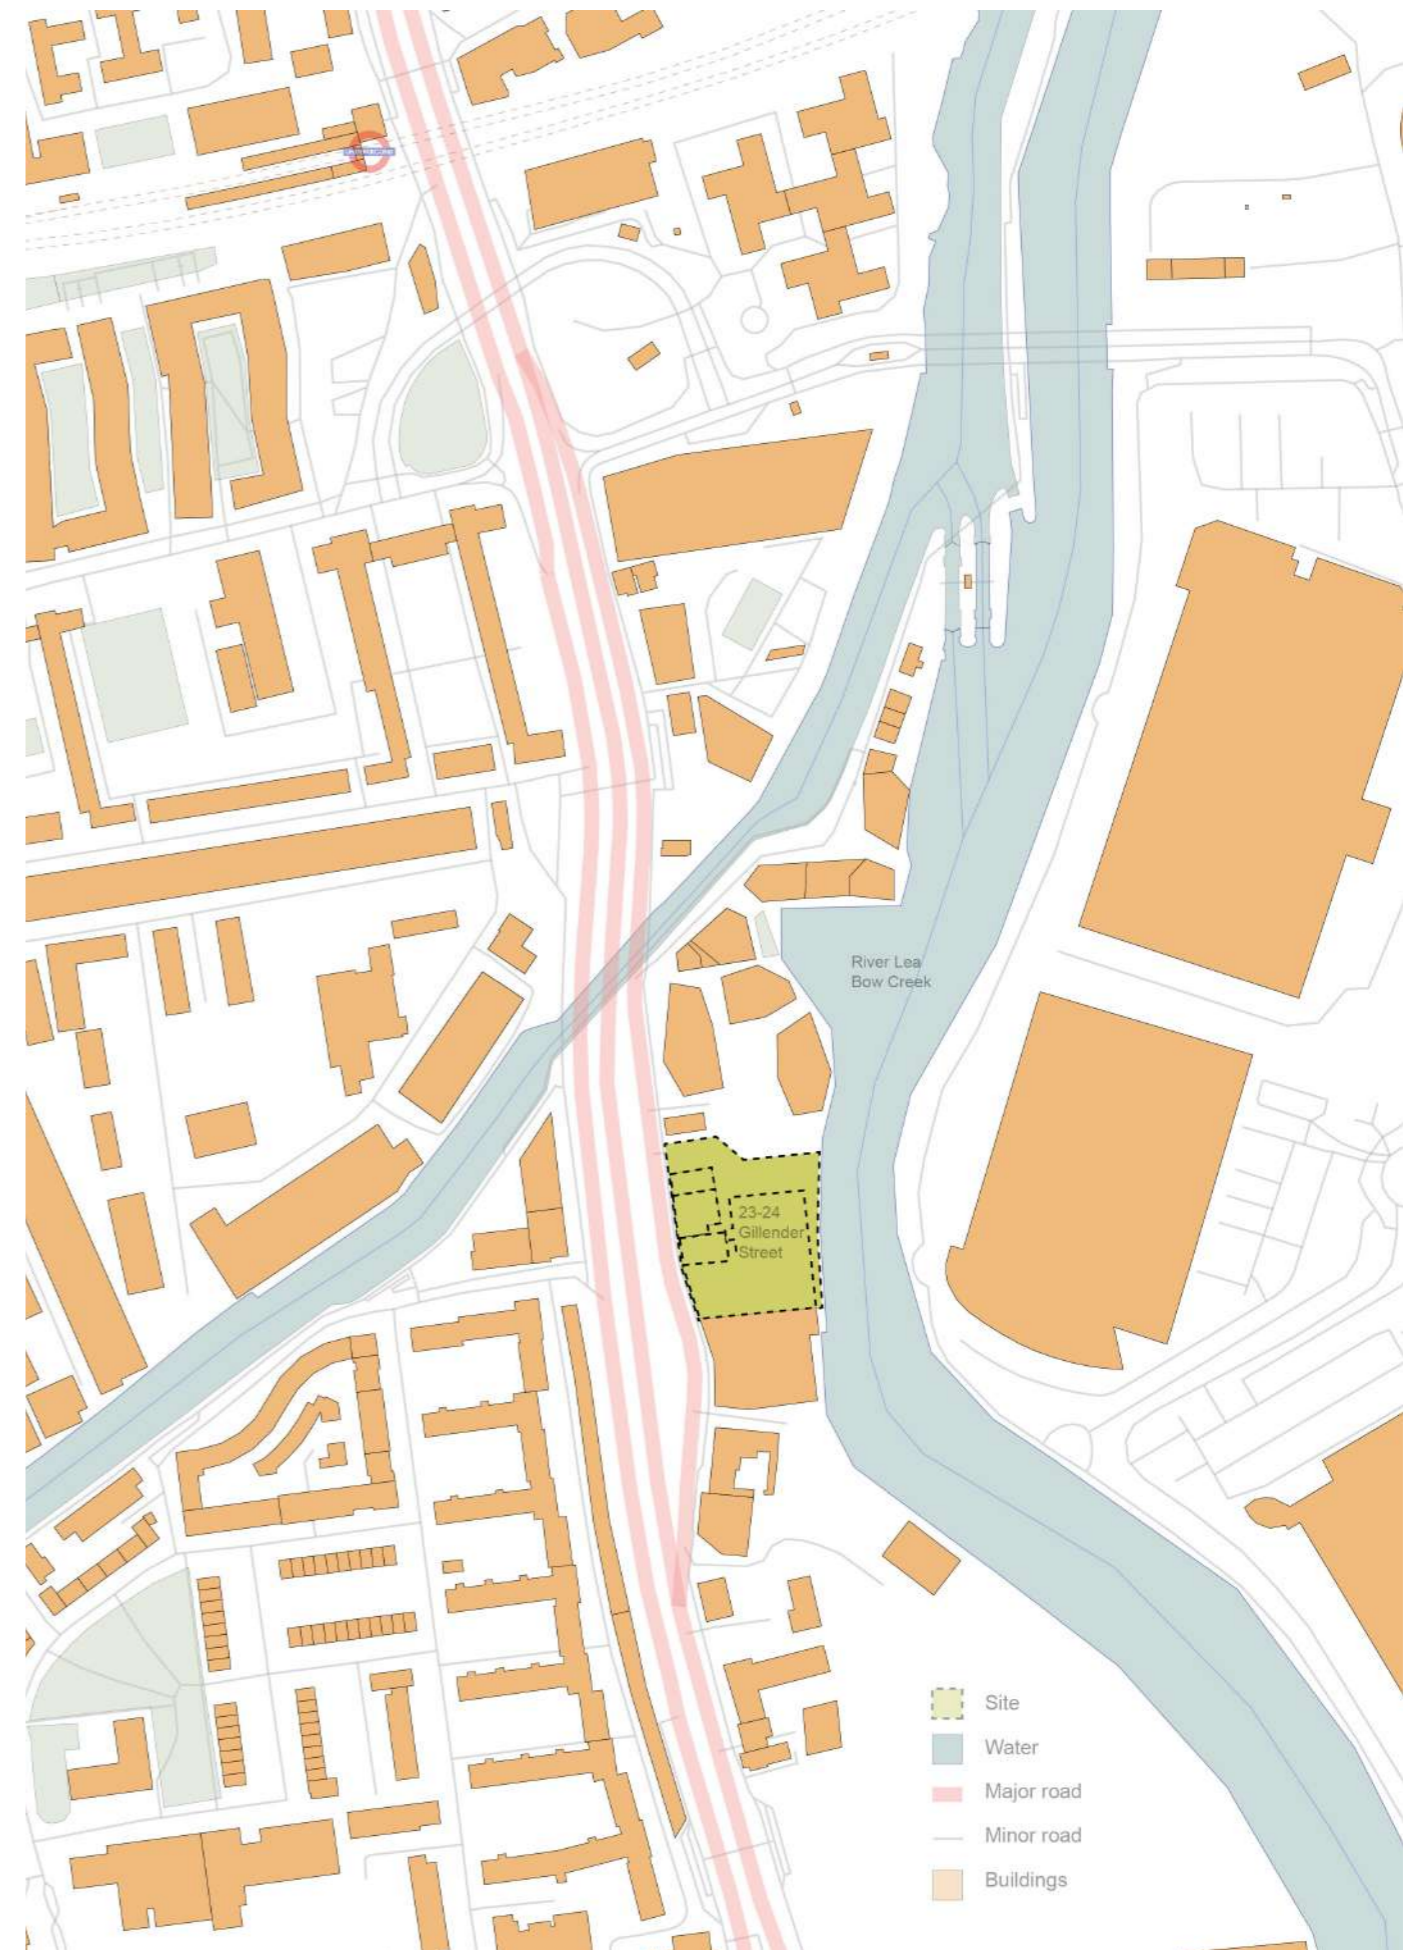 River Lea
Bow Creek
23-24
Gillender
Street
Site
Water
Major road
Minor road
Buildings